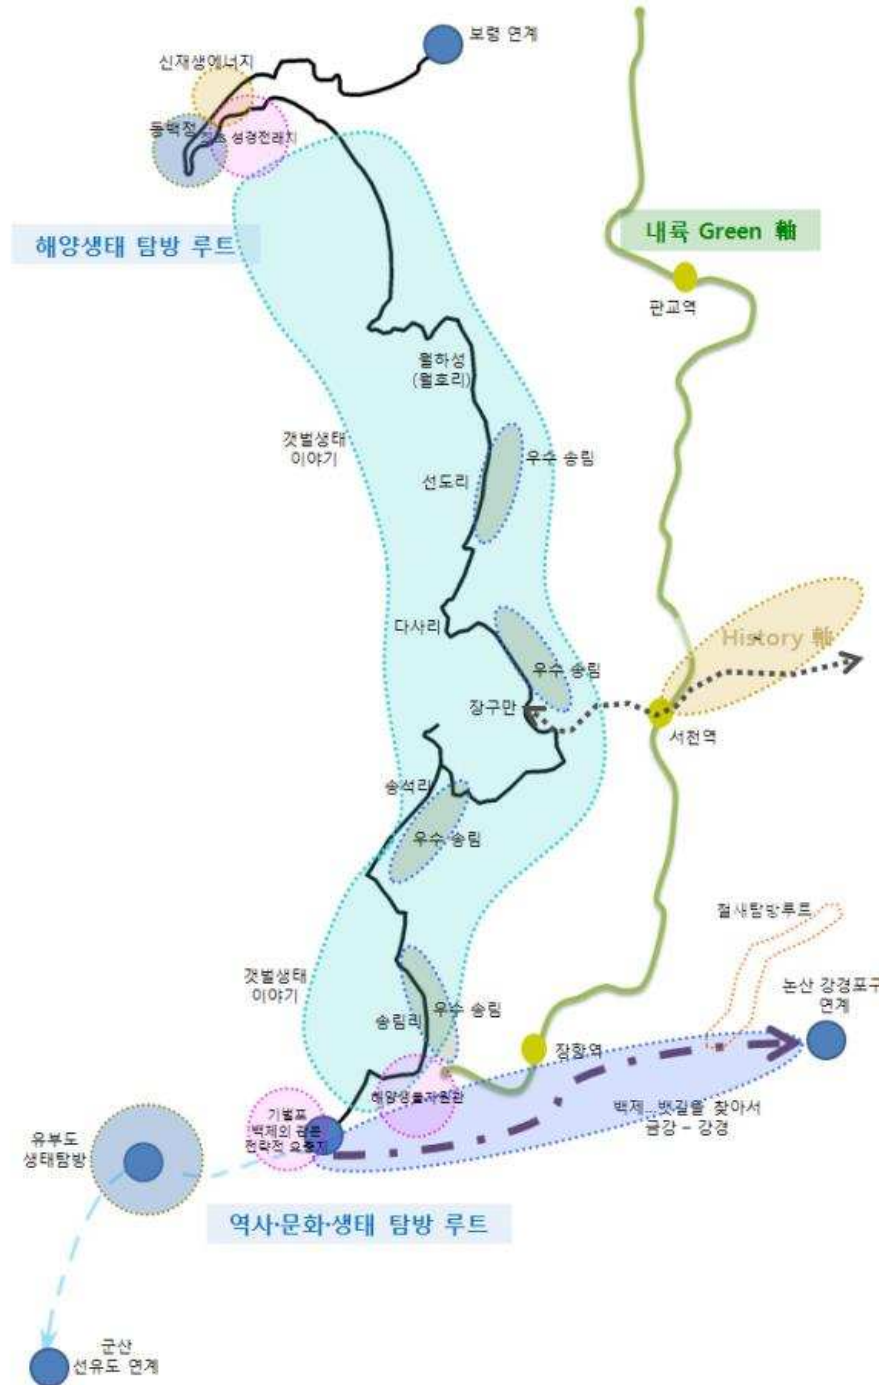 보령 연계
신재생에너지
동백정
최초 성경전래지
해양생태 탐방 루트
내륙 Green 軸
판교역
월하성
(월호리)
갯벌생태
이야기
우수 송림
선도리
다사리
History 軸
우수 송림
장구만
서천역
송석리
우수 송림
철새탐방루트
갯벌생태
이야기
논산 강경포구
연계
우수 송림
송림리
장항역
해양생물자원관
기벌포
백제의 관문
전략적 요충지
백제 뱃길을 찾아서
금강 – 강경
유부도
생태탐방
역사·문화·생태 탐방 루트
군산
선유도 연계